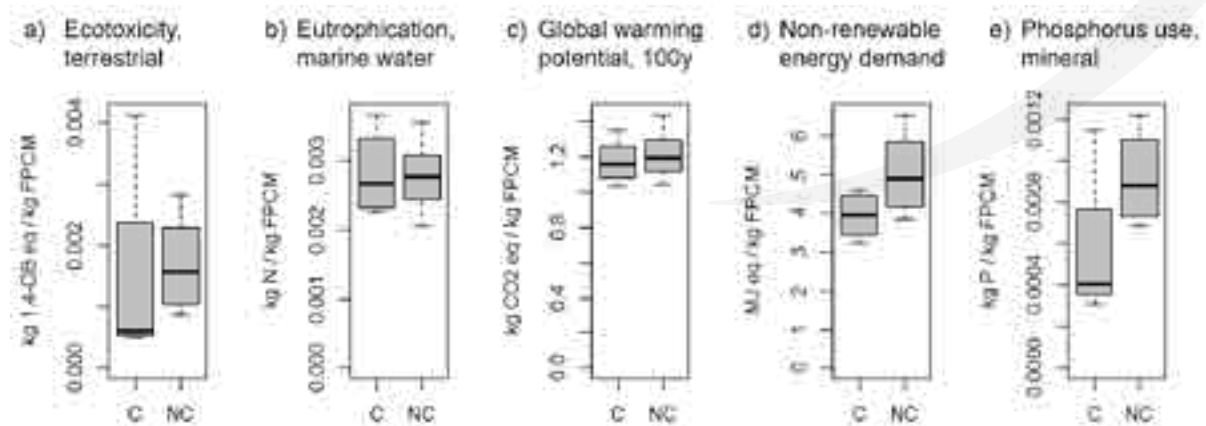 a) Ecotoxicity,
terrestrial
kg 1,4-DB eq / kg FPCM
0.004
0.002
0.000
C NC
b) Eutrophication,
marine water
kg N / kg FPCM
0.003
0.002
0.001
0.000
C NC
c) Global warming
potential, 100y
kg CO2 eq / kg FPCM
1.2
0.8
0.4
0.0
C NC
d) Non-renewable
energy demand
MJ eq / kg FPCM
6
5
4
3
2
1
0
C NC
e) Phosphorus use,
mineral
kg P / kg FPCM
0.0012
0.0008
0.0004
0.0000
C NC